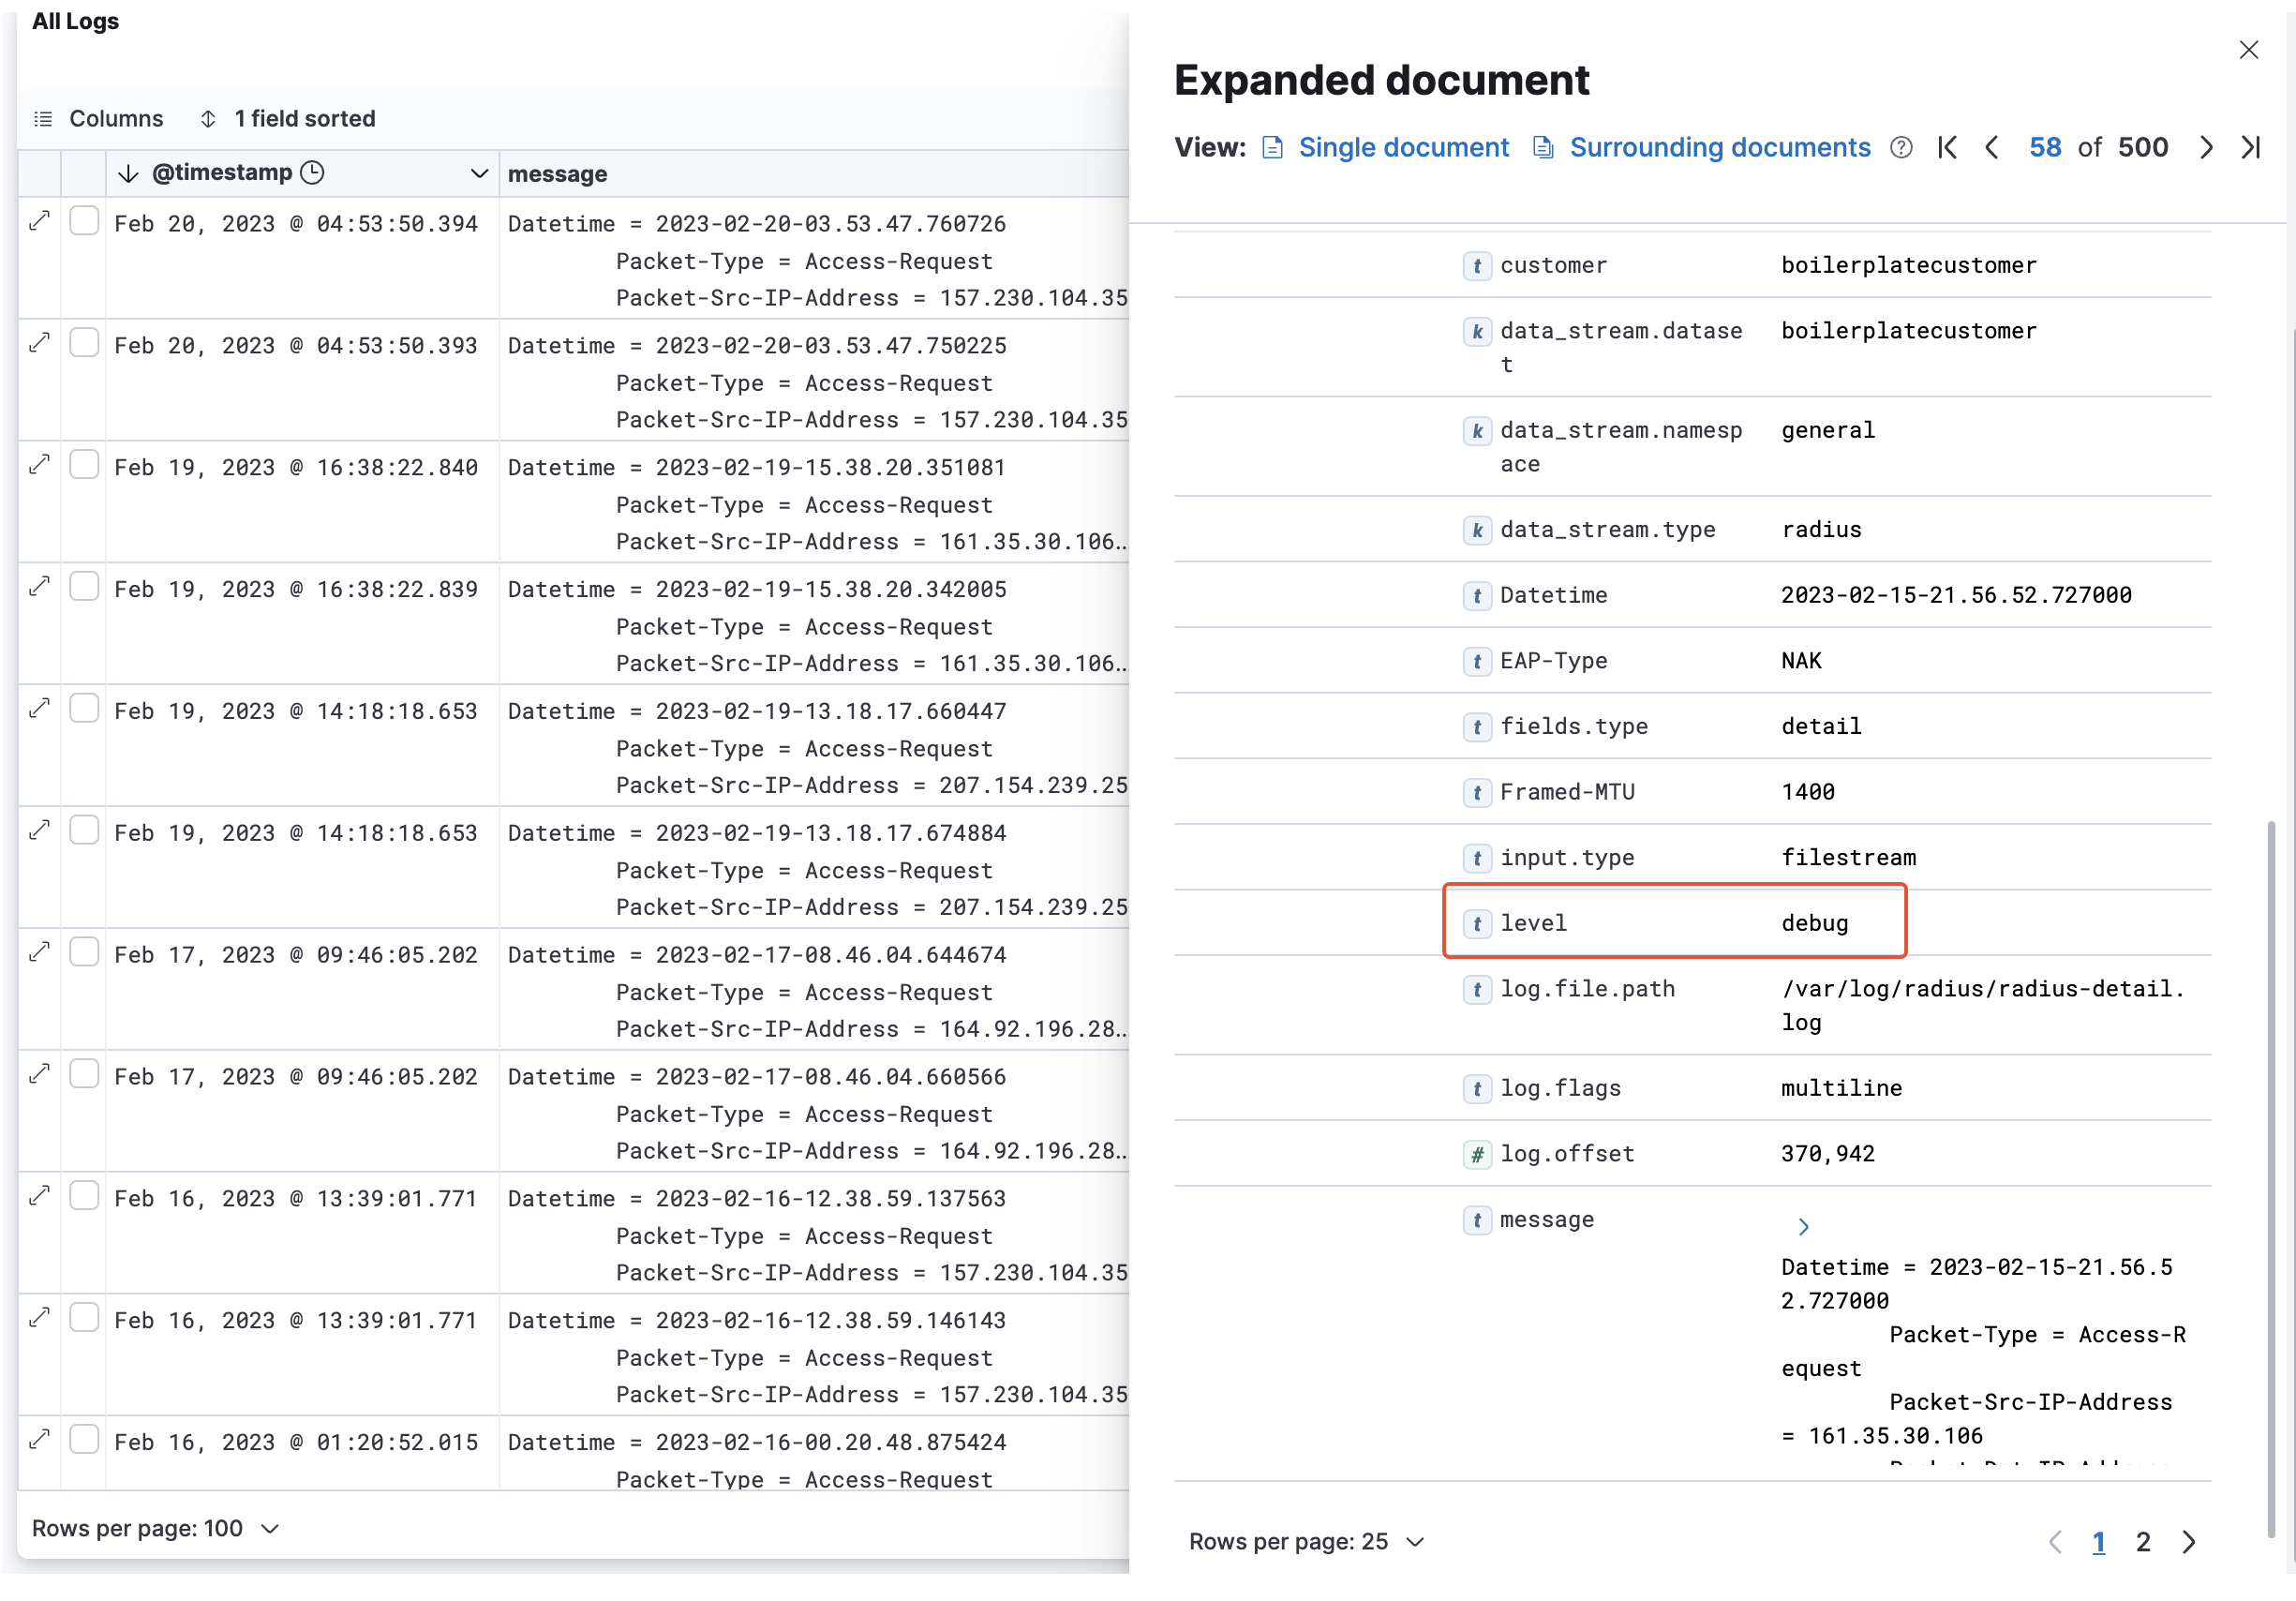 All Logs
Columns 1 field sorted
@timestamp message
Feb 20, 2023 @ 04:53:50.394 Datetime = 2023-02-20-03.53.47.760726
Packet-Type = Access-Request
Packet-Src-IP-Address = 157.230.104.35
Feb 20, 2023 @ 04:53:50.393 Datetime = 2023-02-20-03.53.47.750225
Packet-Type = Access-Request
Packet-Src-IP-Address = 157.230.104.35
Feb 19, 2023 @ 16:38:22.840 Datetime = 2023-02-19-15.38.20.351081
Packet-Type = Access-Request
Packet-Src-IP-Address = 161.35.30.106…
Feb 19, 2023 @ 16:38:22.839 Datetime = 2023-02-19-15.38.20.342005
Packet-Type = Access-Request
Packet-Src-IP-Address = 161.35.30.106…
Feb 19, 2023 @ 14:18:18.653 Datetime = 2023-02-19-13.18.17.660447
Packet-Type = Access-Request
Packet-Src-IP-Address = 207.154.239.25
Feb 19, 2023 @ 14:18:18.653 Datetime = 2023-02-19-13.18.17.674884
Packet-Type = Access-Request
Packet-Src-IP-Address = 207.154.239.25
Feb 17, 2023 @ 09:46:05.202 Datetime = 2023-02-17-08.46.04.644674
Packet-Type = Access-Request
Packet-Src-IP-Address = 164.92.196.28…
Feb 17, 2023 @ 09:46:05.202 Datetime = 2023-02-17-08.46.04.660566
Packet-Type = Access-Request
Packet-Src-IP-Address = 164.92.196.28…
Feb 16, 2023 @ 13:39:01.771 Datetime = 2023-02-16-12.38.59.137563
Packet-Type = Access-Request
Packet-Src-IP-Address = 157.230.104.35
Feb 16, 2023 @ 13:39:01.771 Datetime = 2023-02-16-12.38.59.146143
Packet-Type = Access-Request
Packet-Src-IP-Address = 157.230.104.35
Feb 16, 2023 @ 01:20:52.015 Datetime = 2023-02-16-00.20.48.875424
Packet-Type = Access-Request
Rows per page: 100
Expanded document
View: Single document Surrounding documents 58 of 500
t customer boilerplatecustomer
k data_stream.datase boilerplatecustomer
t
k data_stream.namesp general
ace
k data_stream.type radius
t Datetime 2023-02-15-21.56.52.727000
t EAP-Type NAK
t fields.type detail
t Framed-MTU 1400
t input.type filestream
t level debug
t log.file.path /var/log/radius/radius-detail.
log
t log.flags multiline
# log.offset 370,942
t message
Datetime = 2023-02-15-21.56.5
2.727000
Packet-Type = Access-R
equest
Packet-Src-IP-Address
= 161.35.30.106
Rows per page: 25
1 2